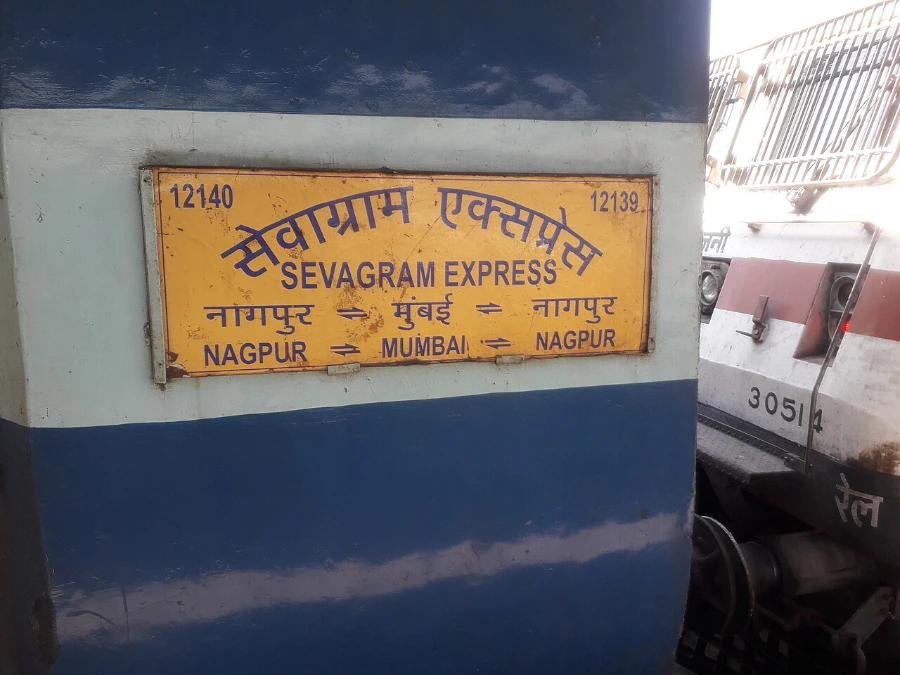 12140 12139
सेवाग्राम एक्सप्रेस
SEVAGRAM EXPRESS
नागपुर ⇌ मुंबई ⇌ नागपुर
NAGPUR ⇌ MUMBAI ⇌ NAGPUR
30514
रेल